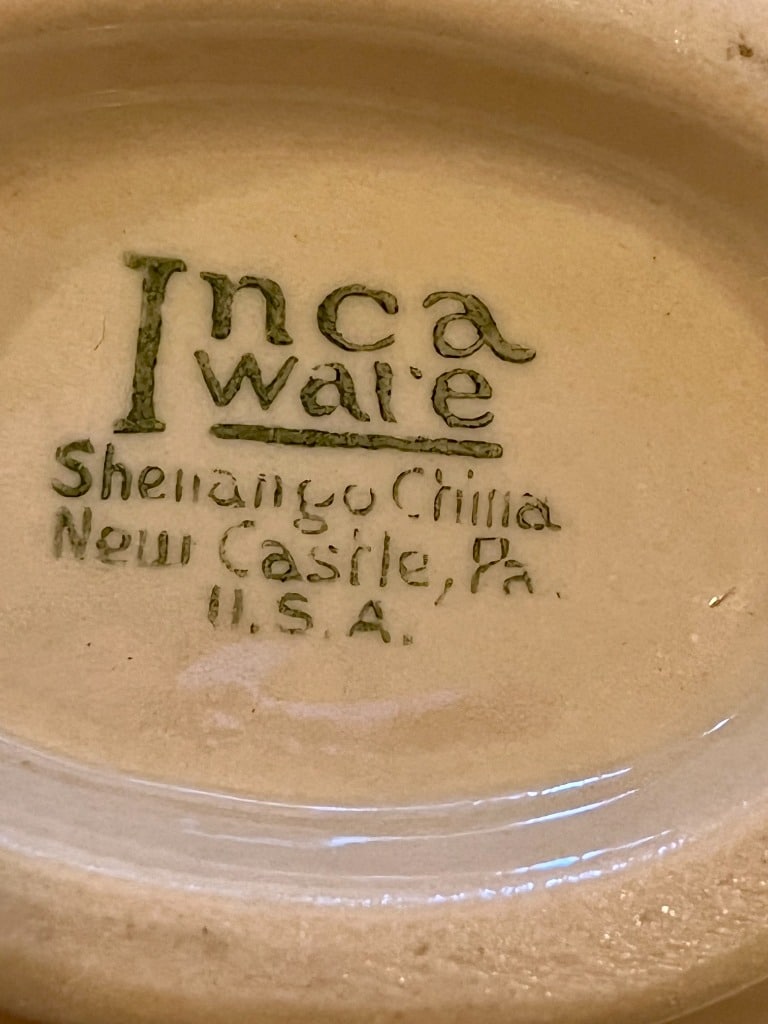 Inca
ware
Shenango China
New Castle, Pa.
U.S.A.